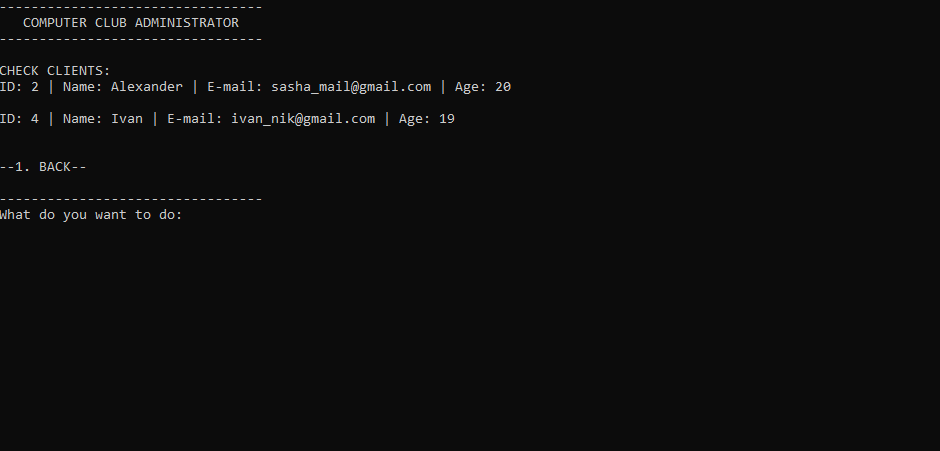 ---------------------------------
COMPUTER CLUB ADMINISTRATOR
---------------------------------
CHECK CLIENTS:
ID: 2 | Name: Alexander | E-mail: sasha_mail@gmail.com | Age: 20
ID: 4 | Name: Ivan | E-mail: ivan_nik@gmail.com | Age: 19
--1. BACK--
---------------------------------
What do you want to do: